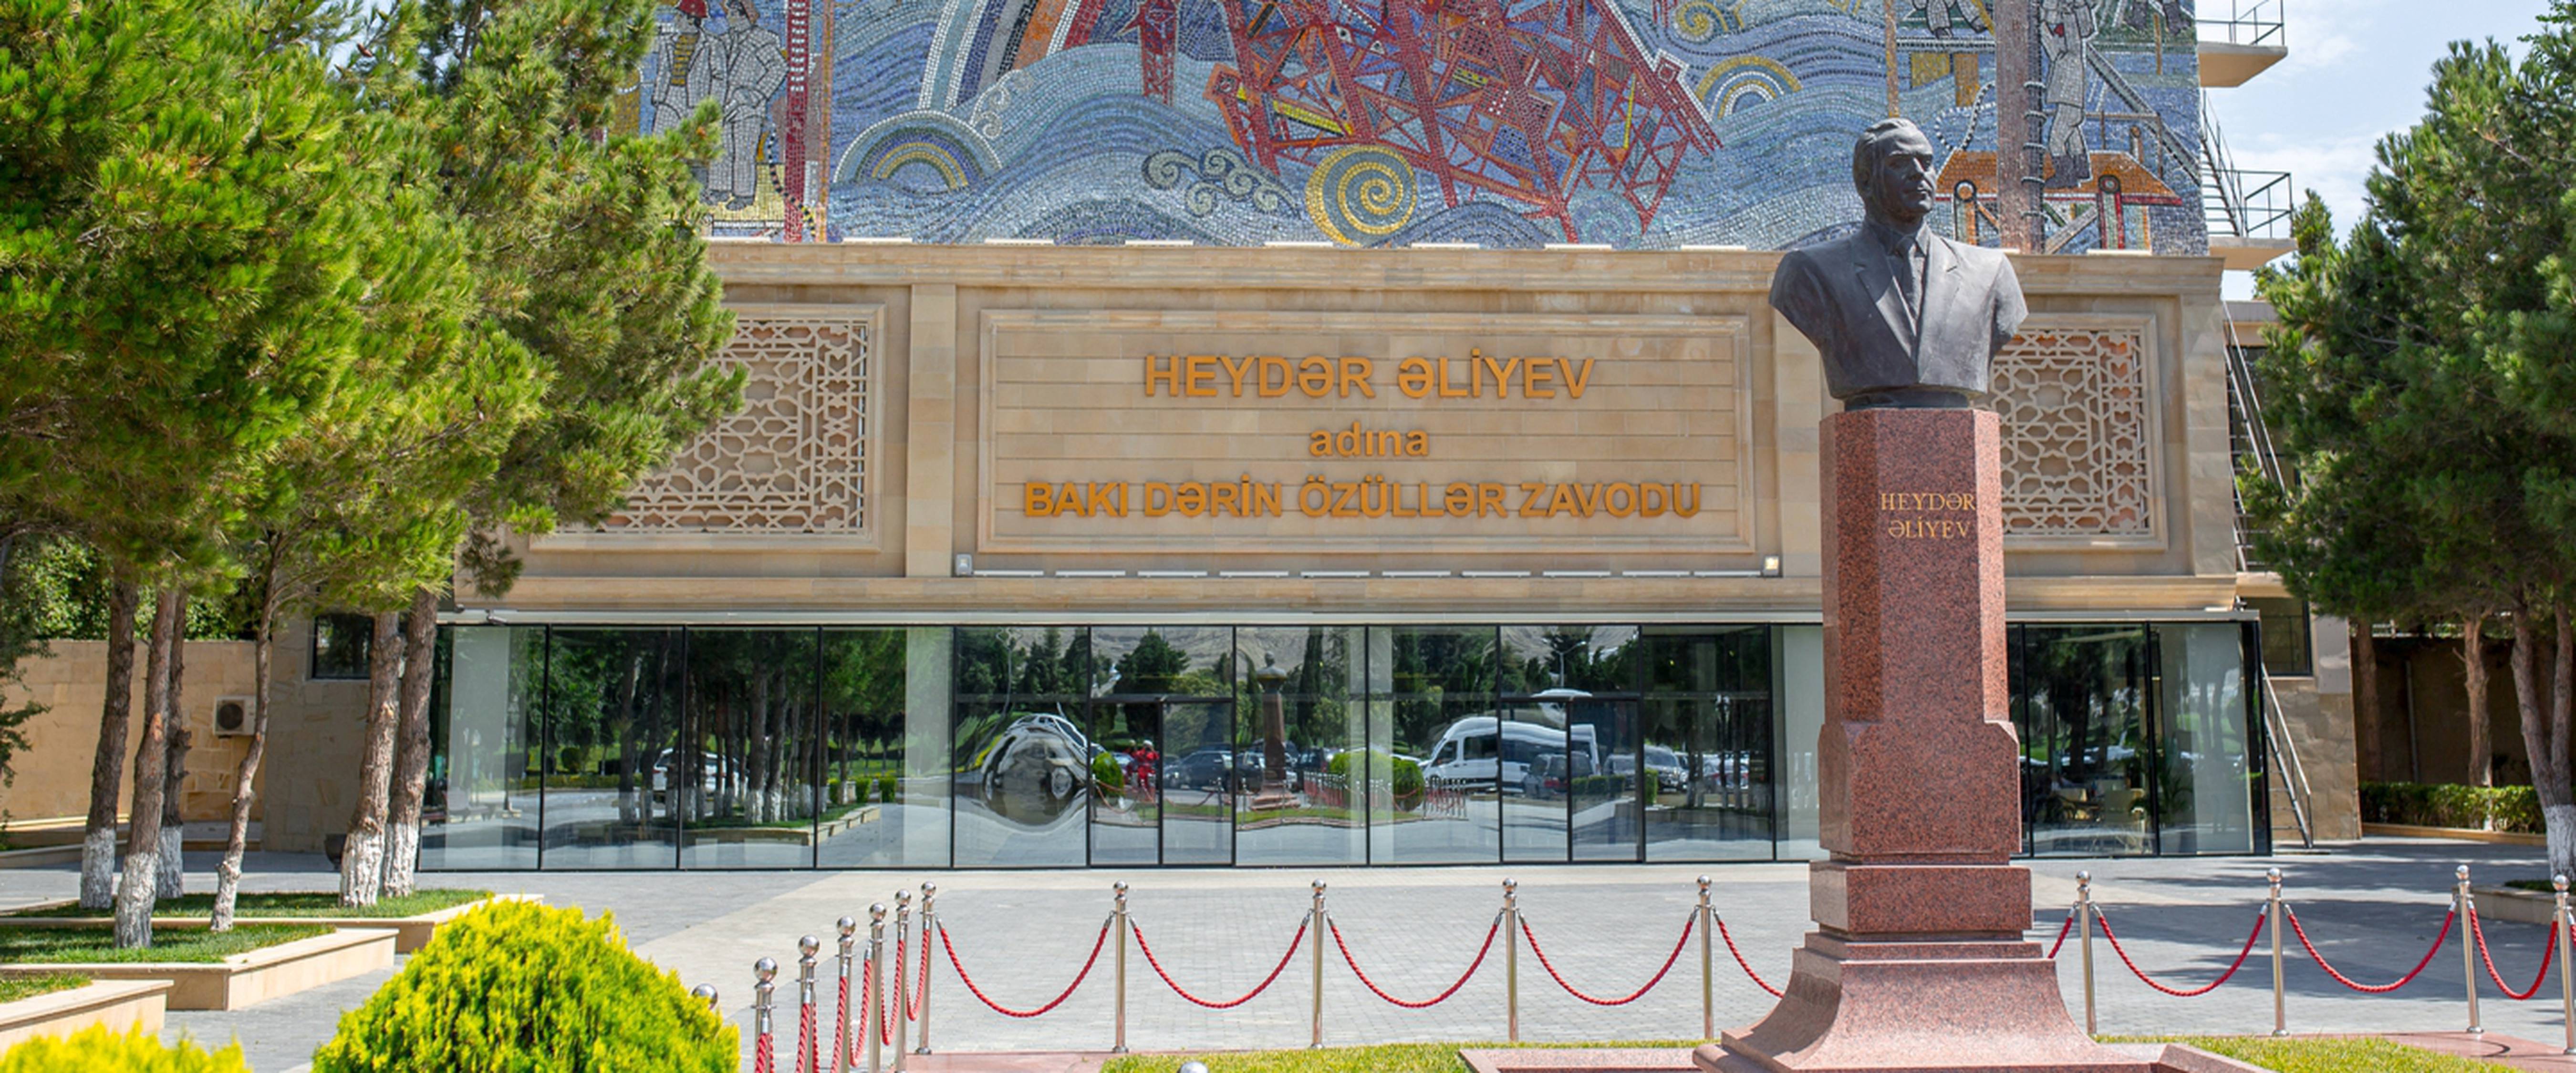 HEYDƏR ƏLİYEV
adına
BAKI DƏRİN ÖZÜLLƏR ZAVODU
HEYDƏR
ƏLİYEV